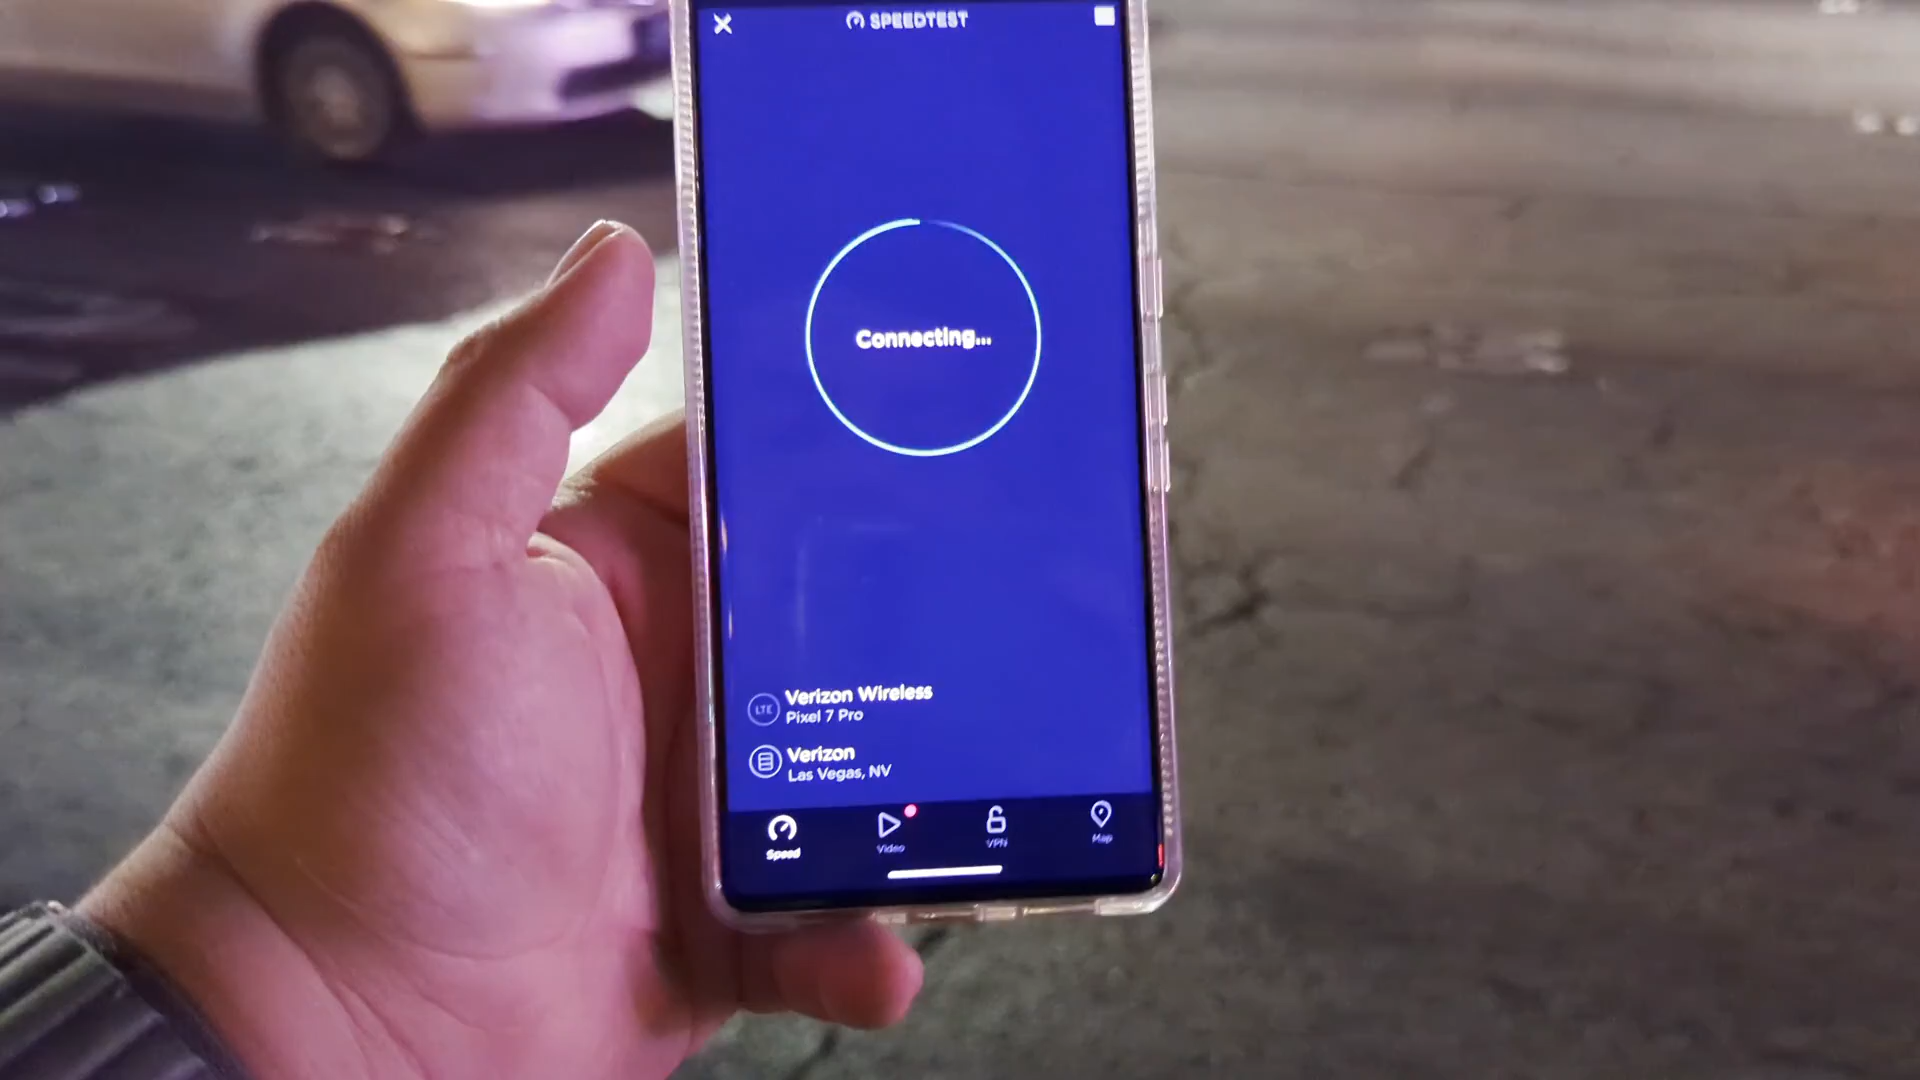 SPEEDTEST
Connecting...
LTE
Verizon Wireless
Pixel 7 Pro
Verizon
Las Vegas, NV
Speed
Video
VPN
Map